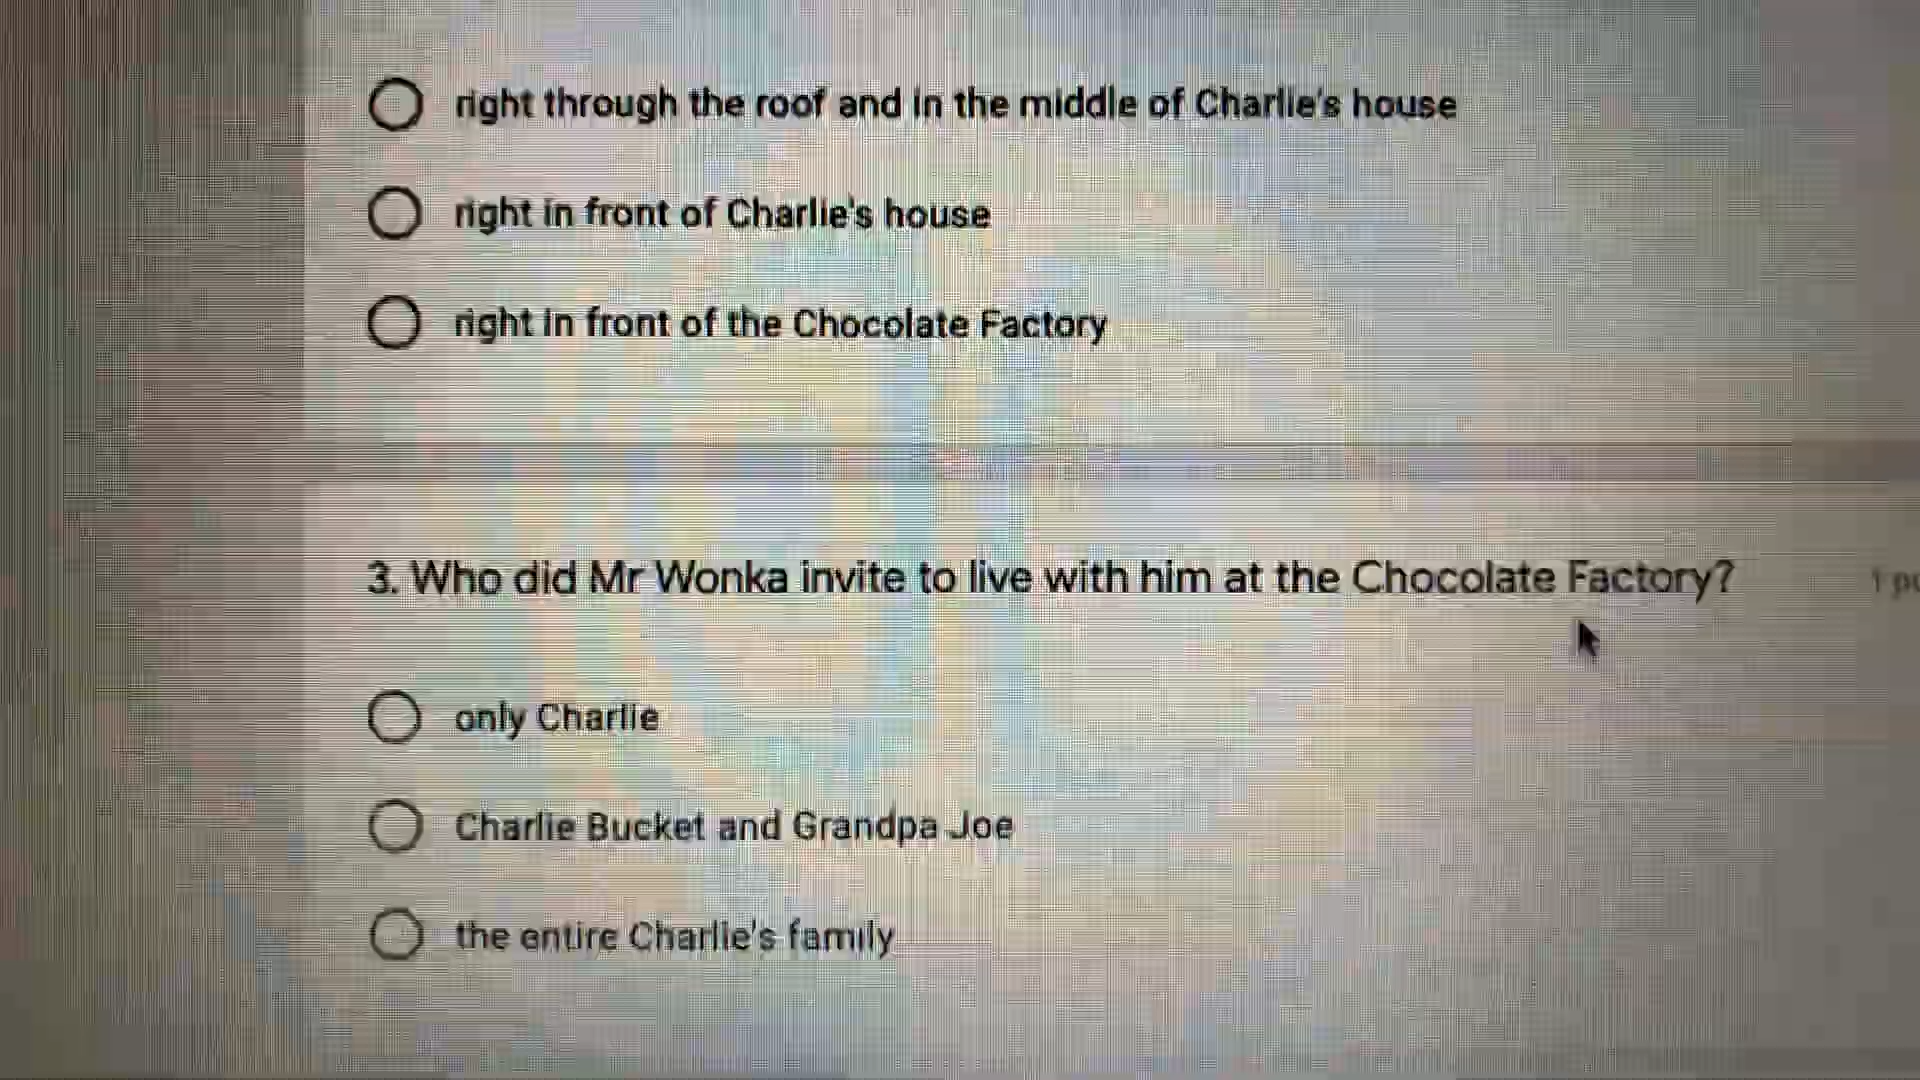 right through the roof and in the middle of Charlie's house
right in front of Charlie's house
right in front of the Chocolate Factory
3. Who did Mr Wonka invite to live with him at the Chocolate Factory?
1
only Charlie
Charlie Bucket and Grandpa Joe
the entire Charlie's family